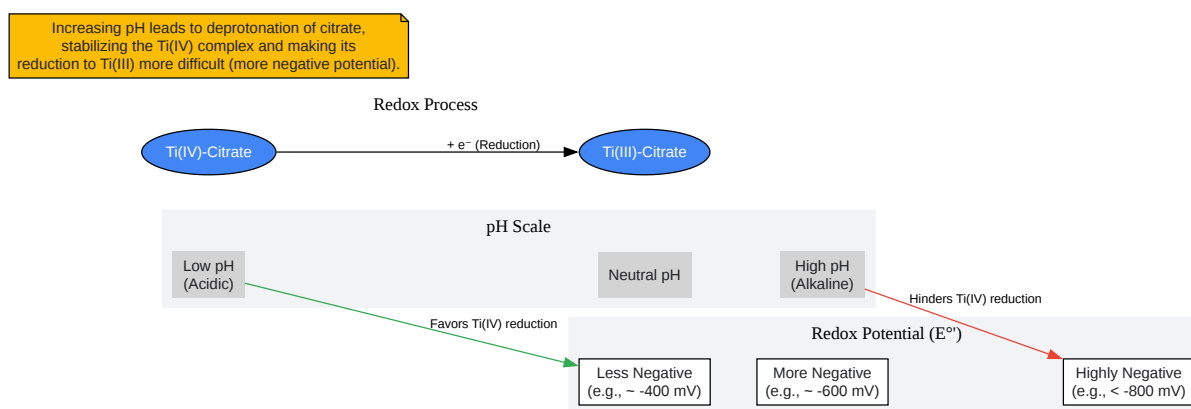 Increasing pH leads to deprotonation of citrate,
stabilizing the Ti(IV) complex and making its
reduction to Ti(III) more difficult (more negative potential).
Redox Process
Ti(IV)-Citrate
+ e⁻ (Reduction)
Ti(III)-Citrate
pH Scale
Low pH
(Acidic)
Neutral pH
High pH
(Alkaline)
Favors Ti(IV) reduction
Hinders Ti(IV) reduction
Redox Potential (E°')
Less Negative
(e.g., ~ -400 mV)
More Negative
(e.g., ~ -600 mV)
Highly Negative
(e.g., < -800 mV)